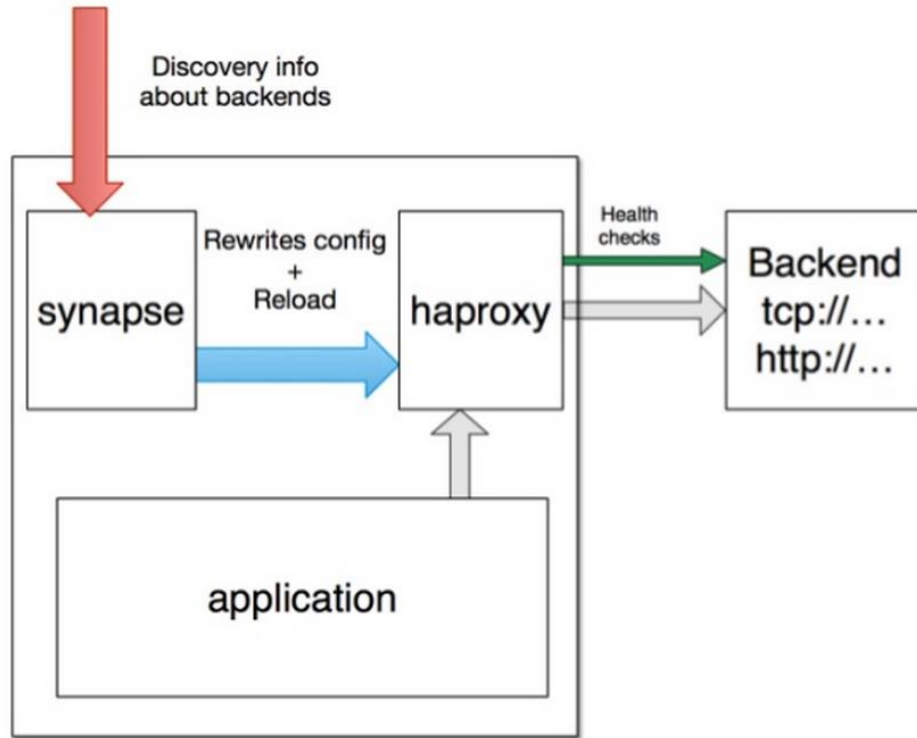 Discovery info
about backends
synapse
Rewrites config
+
Reload
haproxy
Health
checks
Backend
tcp://...
http://...
application